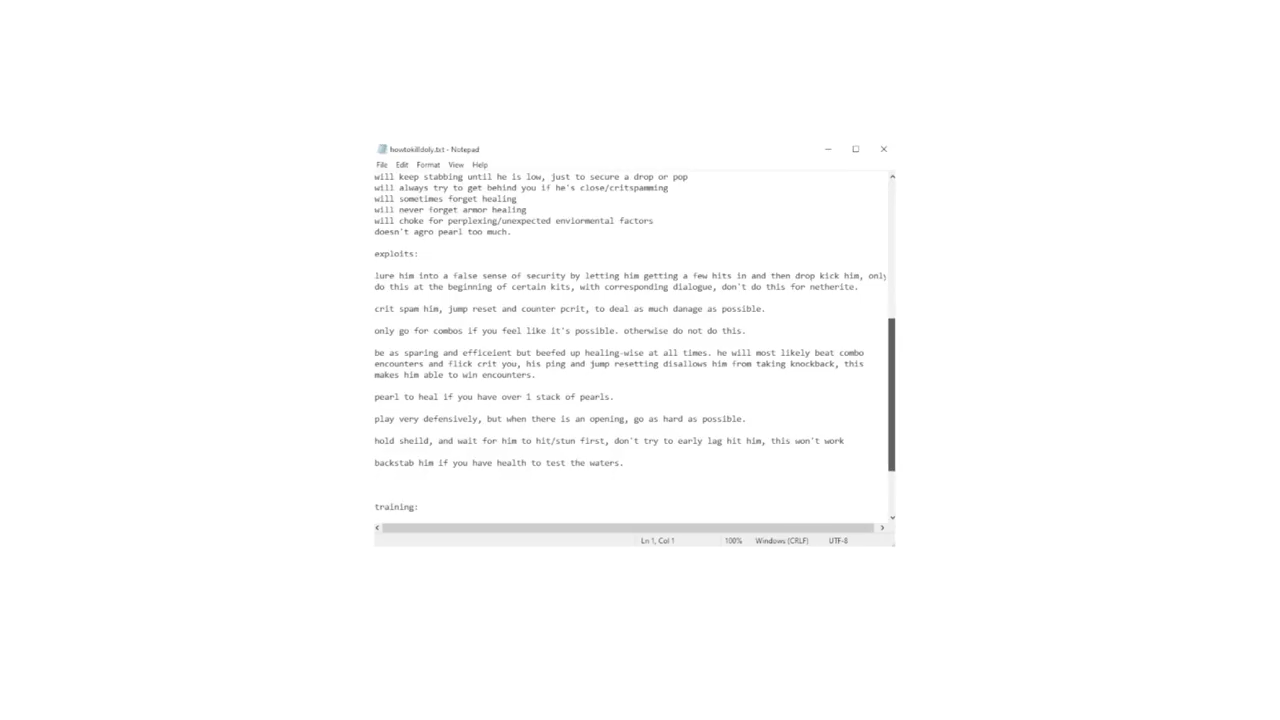 howtokilldoly.txt - Notepad
File Edit Format View Help
will keep stabbing until he is low, just to secure a drop or pop
will always try to get behind you if he's close/critspamming
will sometimes forget healing
will never forget armor healing
will choke for perplexing/unexpected enviormental factors
doesn't agro pearl too much.
exploits:
lure him into a false sense of security by letting him getting a few hits in and then drop kick him, only
do this at the beginning of certain kits, with corresponding dialogue, don't do this for netherite.
crit spam him, jump reset and counter pcrit, to deal as much damage as possible.
only go for combos if you feel like it's possible. otherwise do not do this.
be as sparing and efficeient but beefed up healing-wise at all times. he will most likely beat combo
encounters and flick crit you, his ping and jump resetting disallows him from taking knockback, this
makes him able to win encounters.
pearl to heal if you have over 1 stack of pearls.
play very defensively, but when there is an opening, go as hard as possible.
hold sheild, and wait for him to hit/stun first, don't try to early lag hit him, this won't work
backstab him if you have health to test the waters.
training:
Ln 1, Col 1 100% Windows (CRLF) UTF-8